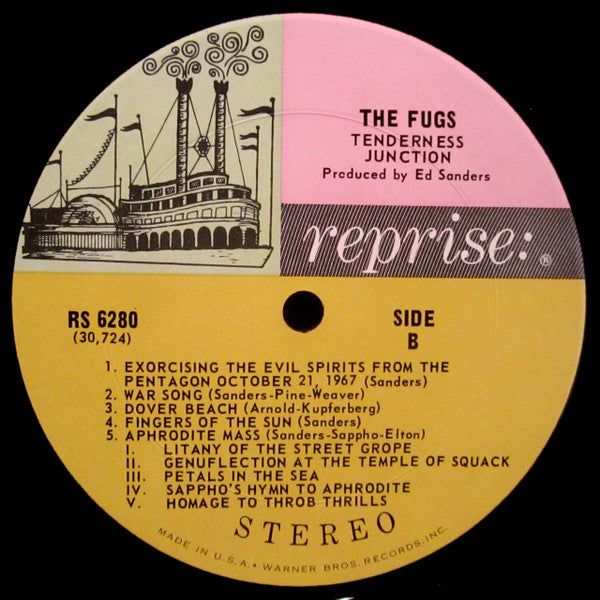 THE FUGS
TENDERNESS
JUNCTION
Produced by Ed Sanders
reprise:®
RS 6280
(30,724)
SIDE
B
1. EXORCISING THE EVIL SPIRITS FROM THE
PENTAGON OCTOBER 21, 1967 (Sanders)
2. WAR SONG (Sanders-Pine-Weaver)
3. DOVER BEACH (Arnold-Kupferberg)
4. FINGERS OF THE SUN (Sanders)
5. APHRODITE MASS (Sanders-Sappho-Elton)
I. LITANY OF THE STREET GROPE
II. GENUFLECTION AT THE TEMPLE OF SQUACK
III. PETALS IN THE SEA
IV. SAPPHO'S HYMN TO APHRODITE
V. HOMAGE TO THROB THRILLS
STEREO
MADE IN U.S.A. • WARNER BROS. RECORDS, INC.